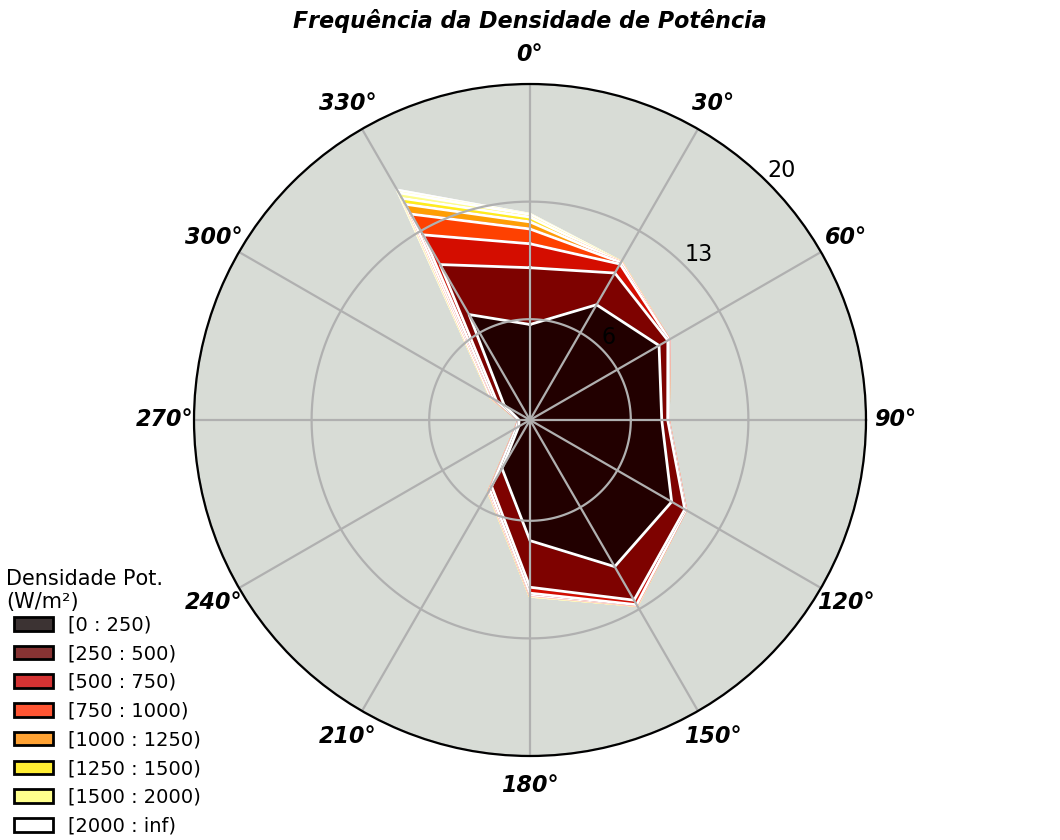 Frequência da Densidade de Potência
0°
330°
30°
20
300°
60°
13
6
270°
90°
240°
120°
210°
150°
180°
Densidade Pot.
(W/m²)
[0 : 250)
[250 : 500)
[500 : 750)
[750 : 1000)
[1000 : 1250)
[1250 : 1500)
[1500 : 2000)
[2000 : inf)